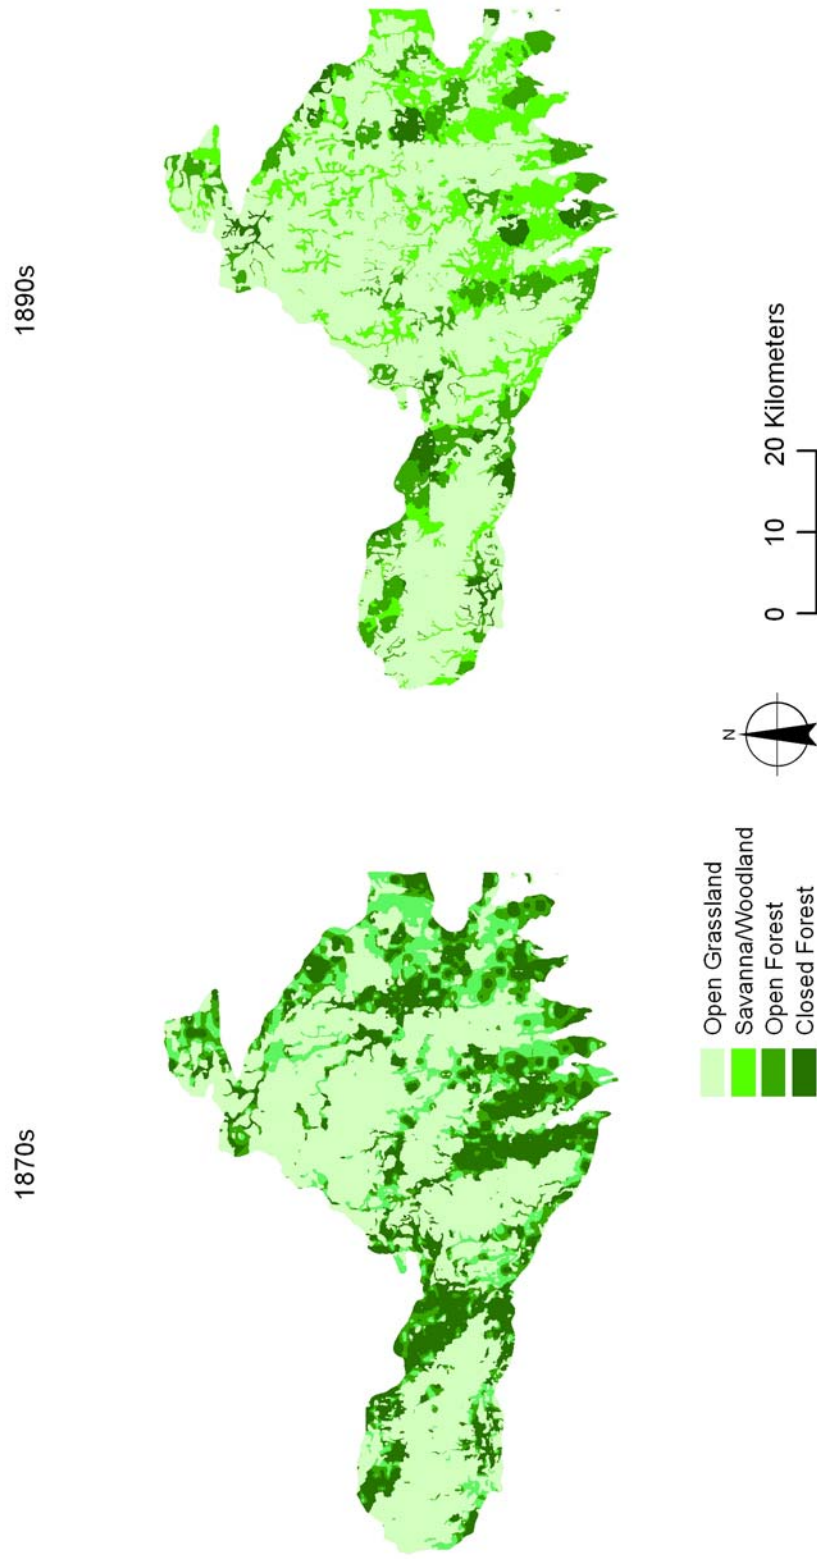 1870s
1890s
Open Grassland
Savanna/Woodland
Open Forest
Closed Forest
N
0 10 20 Kilometers